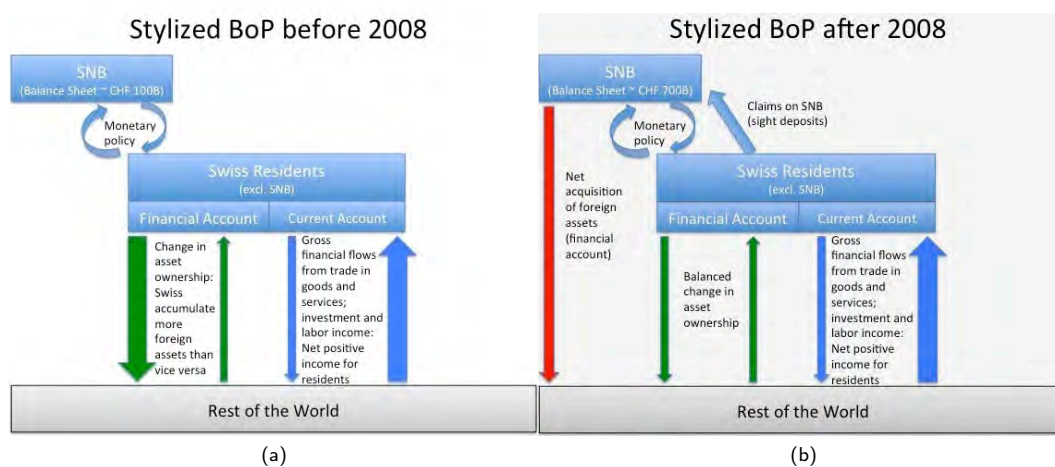 Stylized BoP before 2008
SNB
(Balance Sheet ~ CHF 100B)
Monetary
policy
Swiss Residents
(excl. SNB)
Financial Account
Current Account
Change in
asset
ownership:
Swiss
accumulate
more
foreign
assets than
vice versa
Gross
financial flows
from trade in
goods and
services;
investment and
labor income:
Net positive
income for
residents
Rest of the World
(a)
Stylized BoP after 2008
SNB
(Balance Sheet ~ CHF 700B)
Monetary
policy
Claims on SNB
(sight deposits)
Swiss Residents
(excl. SNB)
Financial Account
Current Account
Net
acquisition
of foreign
assets
(financial
account)
Balanced
change in
asset
ownership
Gross
financial flows
from trade in
goods and
services;
investment and
labor income:
Net positive
income for
residents
Rest of the World
(b)